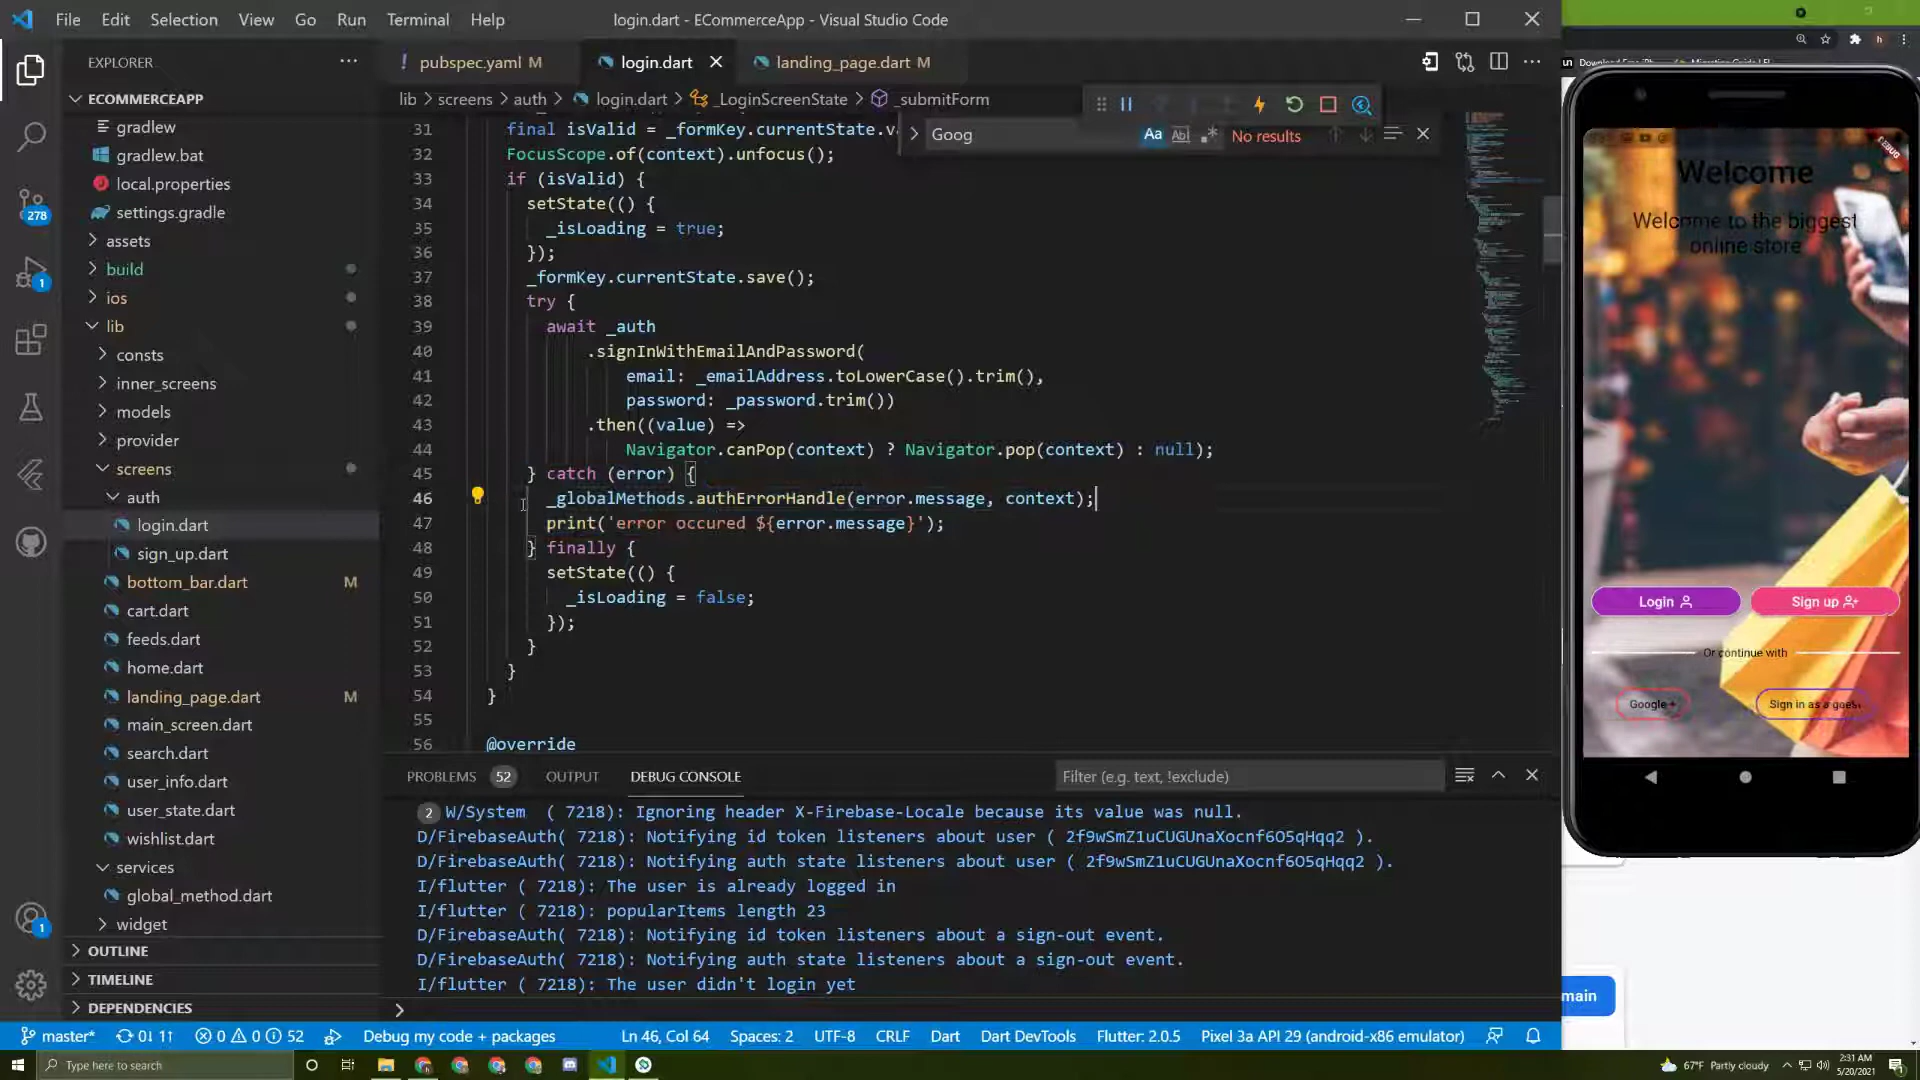 File Edit Selection View Go Run Terminal Help
login.dart - ECommerceApp - Visual Studio Code
EXPLORER
ECOMMERCEAPP
gradlew
gradlew.bat
local.properties
settings.gradle
assets
build
ios
lib
consts
inner_screens
models
provider
screens
auth
login.dart
sign_up.dart
bottom_bar.dart M
cart.dart
feeds.dart
home.dart
landing_page.dart M
main_screen.dart
search.dart
user_info.dart
user_state.dart
wishlist.dart
services
global_method.dart
widget
OUTLINE
TIMELINE
DEPENDENCIES
278
1
1
! pubspec.yaml M
login.dart
landing_page.dart M
lib > screens > auth > login.dart > _LoginScreenState > _submitForm
Goog
Aa Abl No results
31 final isValid = _formKey.currentState.v
32 FocusScope.of(context).unfocus();
33 if (isValid) {
34 setState(() {
35 _isLoading = true;
36 });
37 _formKey.currentState.save();
38 try {
39 await _auth
40 .signInWithEmailAndPassword(
41 email: _emailAddress.toLowerCase().trim(),
42 password: _password.trim())
43 .then((value) =>
44 Navigator.canPop(context) ? Navigator.pop(context) : null);
45 } catch (error) {
46 _globalMethods.authErrorHandle(error.message, context);
47 print('error occured ${error.message}');
48 } finally {
49 setState(() {
50 _isLoading = false;
51 });
52 }
53 }
54 }
55
56 @override
PROBLEMS 52 OUTPUT DEBUG CONSOLE
Filter (e.g. text, !exclude)
2 W/System ( 7218): Ignoring header X-Firebase-Locale because its value was null.
D/FirebaseAuth( 7218): Notifying id token listeners about user ( 2f9wSmZ1uCUGUnaXocnf6O5qHqq2 ).
D/FirebaseAuth( 7218): Notifying auth state listeners about user ( 2f9wSmZ1uCUGUnaXocnf6O5qHqq2 ).
I/flutter ( 7218): The user is already logged in
I/flutter ( 7218): popularItems length 23
D/FirebaseAuth( 7218): Notifying id token listeners about a sign-out event.
D/FirebaseAuth( 7218): Notifying auth state listeners about a sign-out event.
I/flutter ( 7218): The user didn't login yet
master* 0↓ 1↑ 0 0 52 Debug my code + packages
Ln 46, Col 64 Spaces: 2 UTF-8 CRLF Dart Dart DevTools Flutter: 2.0.5 Pixel 3a API 29 (android-x86 emulator)
Type here to search
67°F Partly cloudy
2:31 AM
5/20/2021
DEBUG
Welcome
Welcome to the biggest
online store
Login
Sign up
Or continue with
Google +
Sign in as a
main